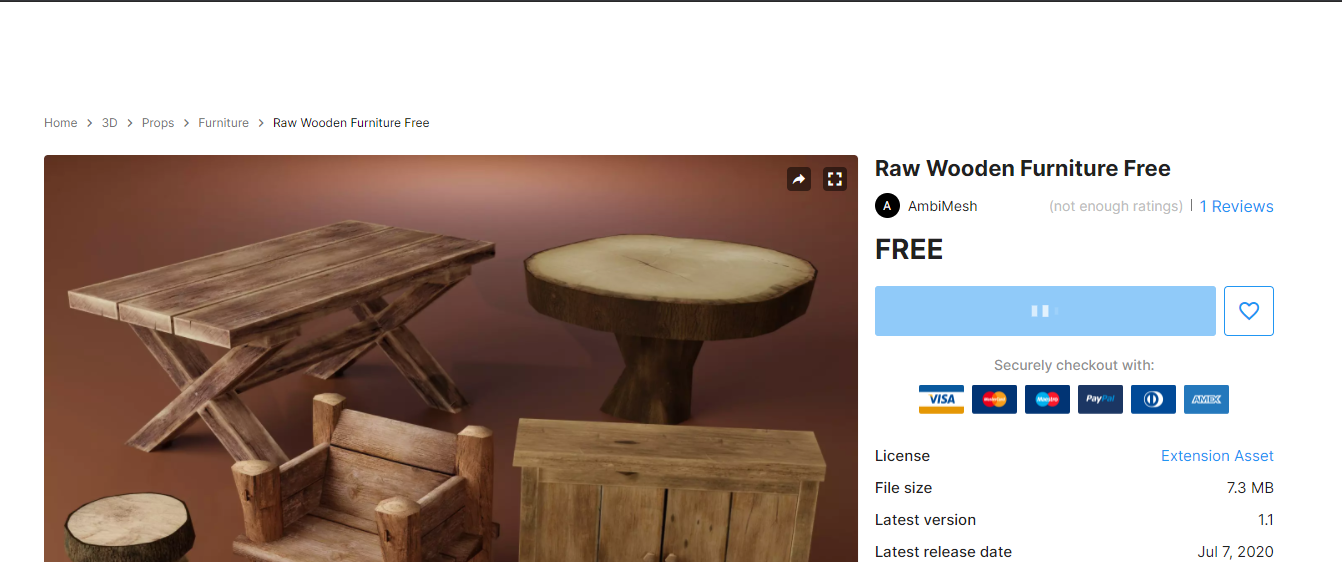 Home > 3D > Props > Furniture > Raw Wooden Furniture Free
Raw Wooden Furniture Free
A AmbiMesh (not enough ratings) | 1 Reviews
FREE
Securely checkout with:
VISA MasterCard Maestro PayPal AMEX
License Extension Asset
File size 7.3 MB
Latest version 1.1
Latest release date Jul 7, 2020